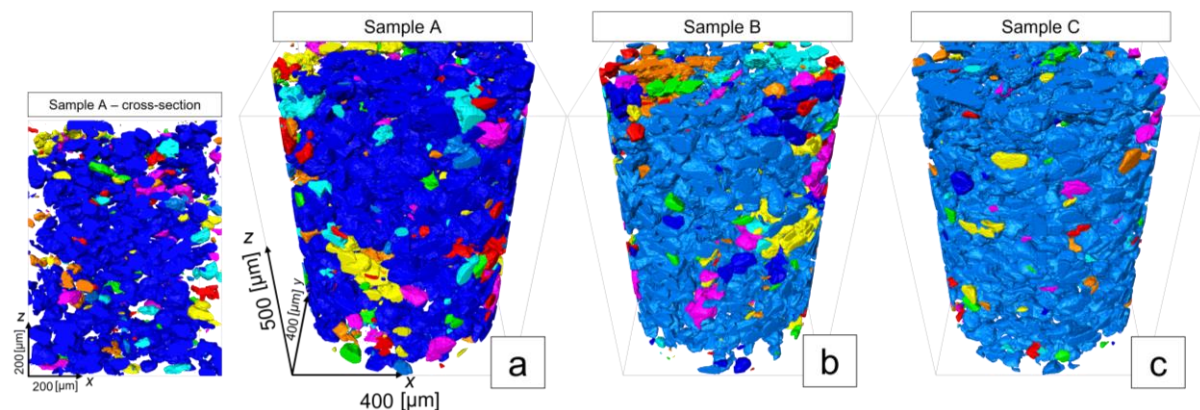 Sample A
Sample B
Sample C
Sample A – cross-section
z
200 [µm]
200 [µm]
x
z
500 [µm]
400 [µm] y
x
400 [µm]
a
b
c